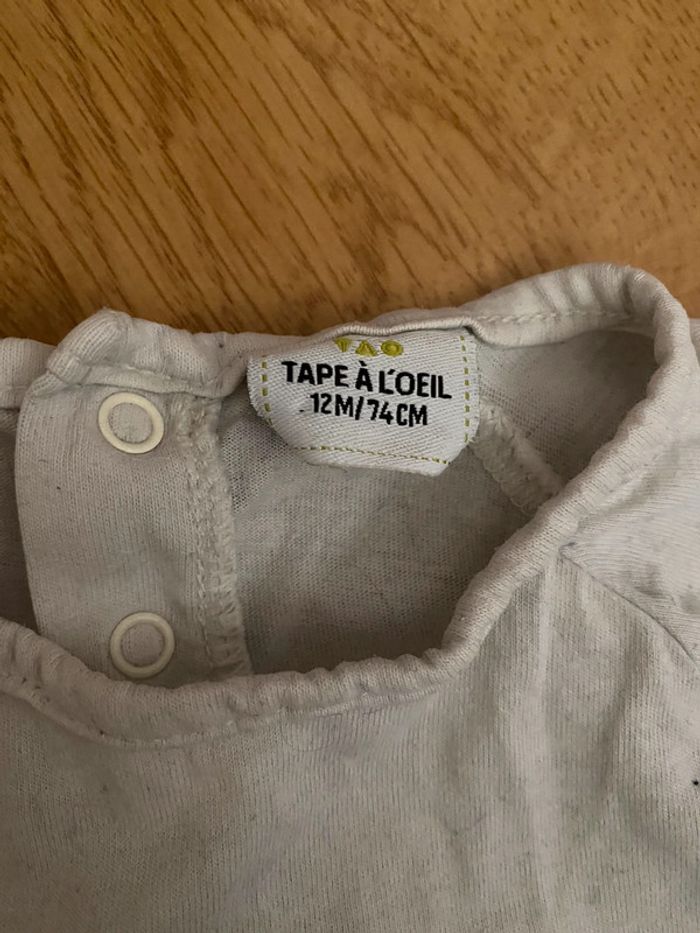 TAO
TAPE À L'OEIL
12M/74CM